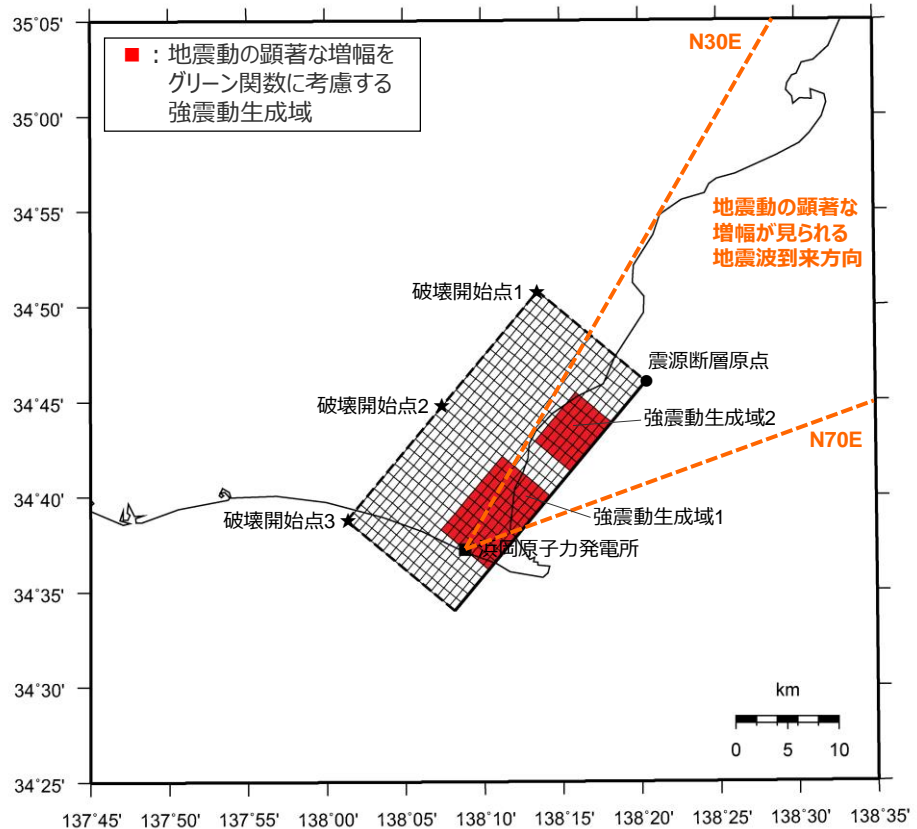 35°05'
35°00'
34°55'
34°50'
34°45'
34°40'
34°35'
34°30'
34°25'
■：地震動の顕著な増幅を
グリーン関数に考慮する
強震動生成域
N30E
地震動の顕著な
増幅が見られる
地震波到来方向
破壊開始点1
震源断層原点
破壊開始点2
強震動生成域2
N70E
破壊開始点3
強震動生成域1
浜岡原子力発電所
km
0 5 10
137°45' 137°50' 137°55' 138°00' 138°05' 138°10' 138°15' 138°20' 138°25' 138°30' 138°35'